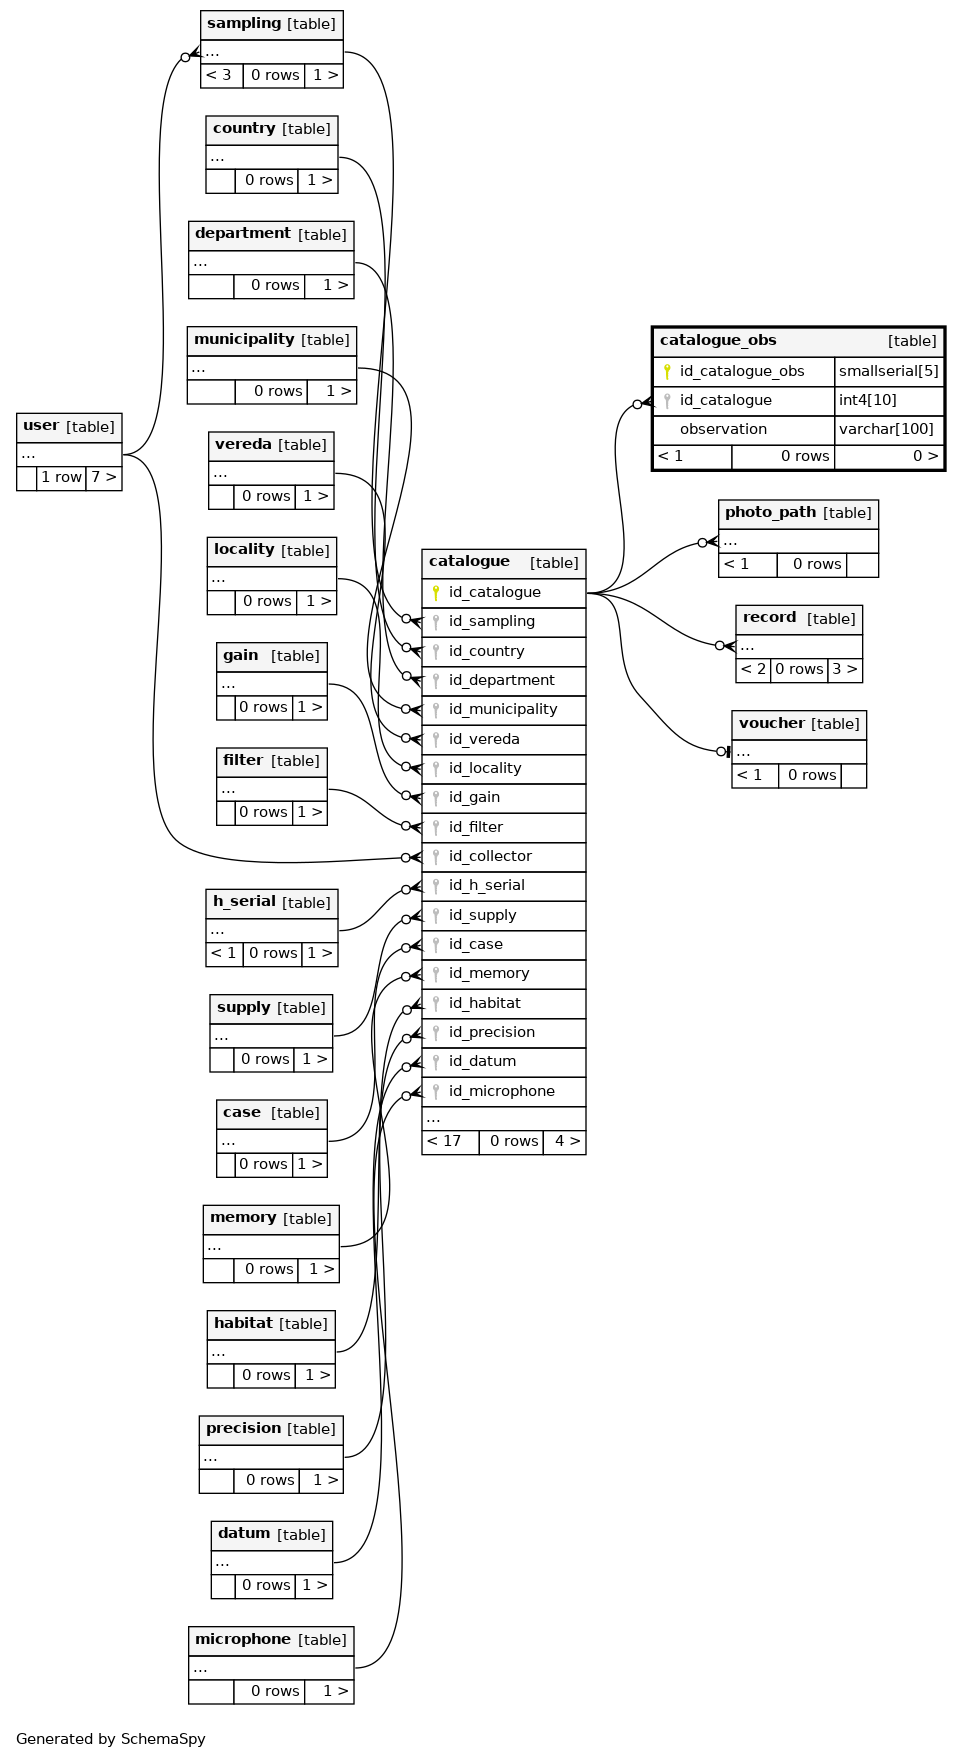 sampling [table]
...
< 3 0 rows 1 >
country [table]
...
0 rows 1 >
department [table]
...
0 rows 1 >
municipality [table]
...
0 rows 1 >
user [table]
...
1 row 7 >
vereda [table]
...
0 rows 1 >
locality [table]
...
0 rows 1 >
gain [table]
...
0 rows 1 >
filter [table]
...
0 rows 1 >
h_serial [table]
...
< 1 0 rows 1 >
supply [table]
...
0 rows 1 >
case [table]
...
0 rows 1 >
memory [table]
...
0 rows 1 >
habitat [table]
...
0 rows 1 >
precision [table]
...
0 rows 1 >
datum [table]
...
0 rows 1 >
microphone [table]
...
0 rows 1 >
catalogue [table]
id_catalogue
id_sampling
id_country
id_department
id_municipality
id_vereda
id_locality
id_gain
id_filter
id_collector
id_h_serial
id_supply
id_case
id_memory
id_habitat
id_precision
id_datum
id_microphone
...
< 17 0 rows 4 >
catalogue_obs [table]
id_catalogue_obs smallserial[5]
id_catalogue int4[10]
observation varchar[100]
< 1 0 rows 0 >
photo_path [table]
...
< 1 0 rows
record [table]
...
< 2 0 rows 3 >
voucher [table]
...
< 1 0 rows
Generated by SchemaSpy